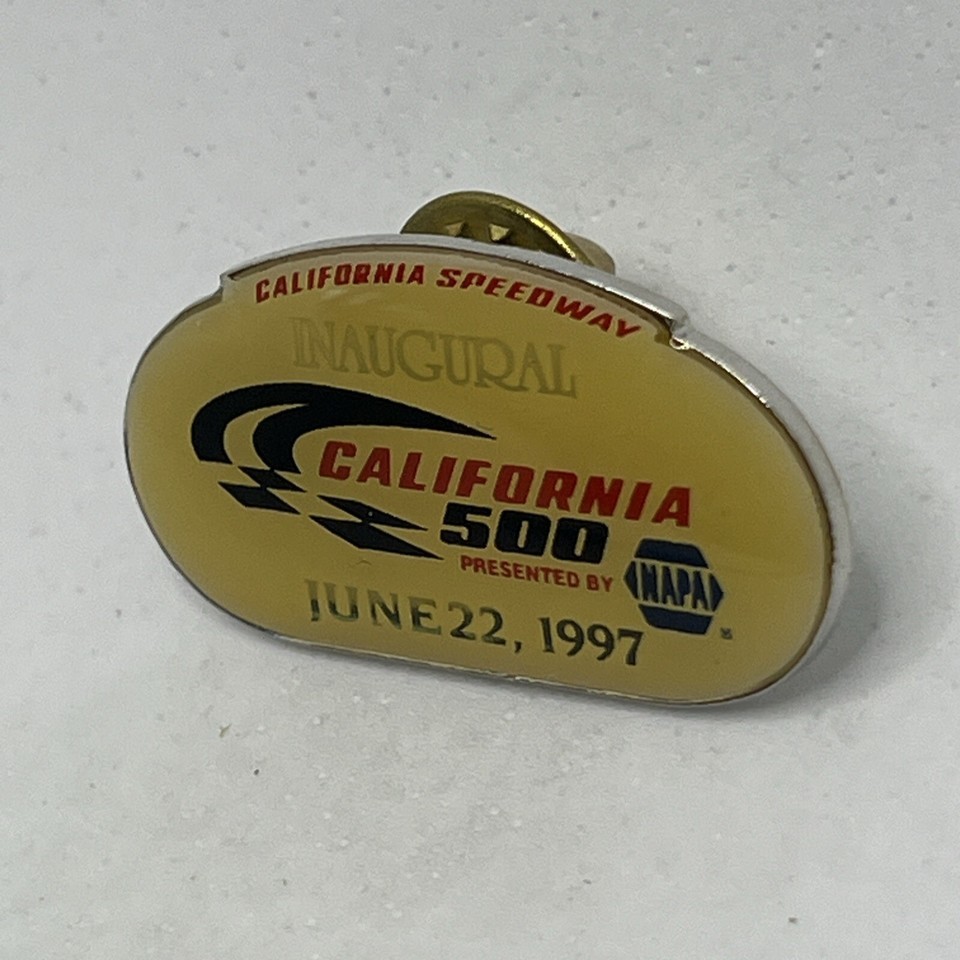 CALIFORNIA SPEEDWAY
INAUGURAL
CALIFORNIA
500
PRESENTED BY NAPA
JUNE 22, 1997